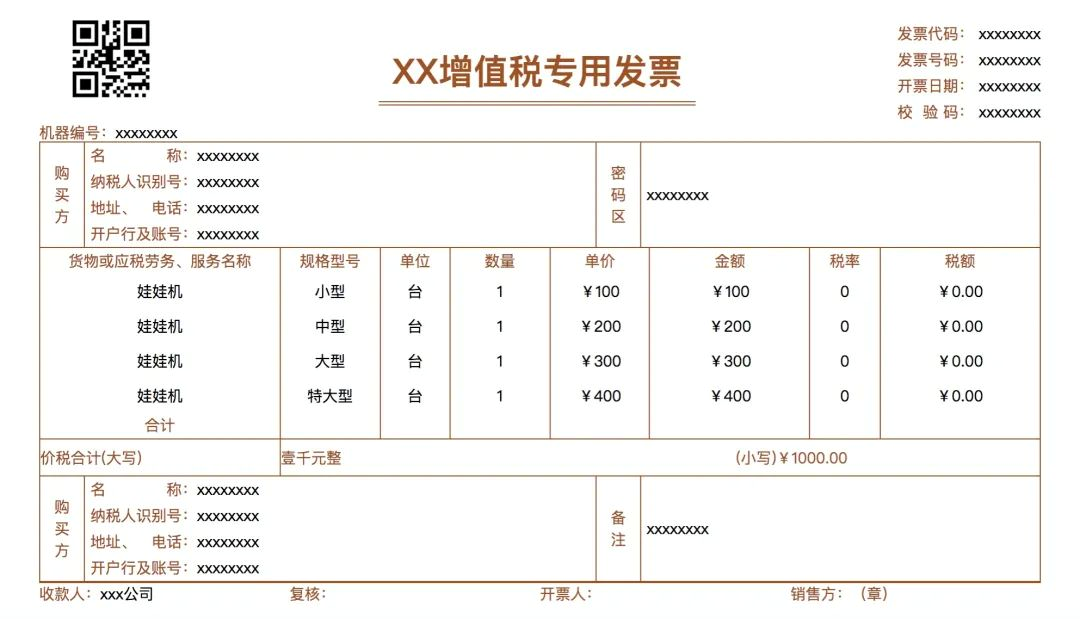 XX增值税专用发票
发票代码： xxxxxxxx
发票号码： xxxxxxxx
开票日期： xxxxxxxx
校 验 码： xxxxxxxx
机器编号：xxxxxxxx
购买方
名 称：xxxxxxxx
纳税人识别号：xxxxxxxx
地址、 电话：xxxxxxxx
开户行及账号：xxxxxxxx
密码区
xxxxxxxx
货物或应税劳务、服务名称 规格型号 单位 数量 单价 金额 税率 税额
娃娃机 小型 台 1 ￥100 ￥100 0 ￥0.00
娃娃机 中型 台 1 ￥200 ￥200 0 ￥0.00
娃娃机 大型 台 1 ￥300 ￥300 0 ￥0.00
娃娃机 特大型 台 1 ￥400 ￥400 0 ￥0.00
合计
价税合计(大写) 壹千元整 (小写)￥1000.00
购买方
名 称：xxxxxxxx
纳税人识别号：xxxxxxxx
地址、 电话：xxxxxxxx
开户行及账号：xxxxxxxx
备注
xxxxxxxx
收款人：xxx公司 复核： 开票人： 销售方：（章）